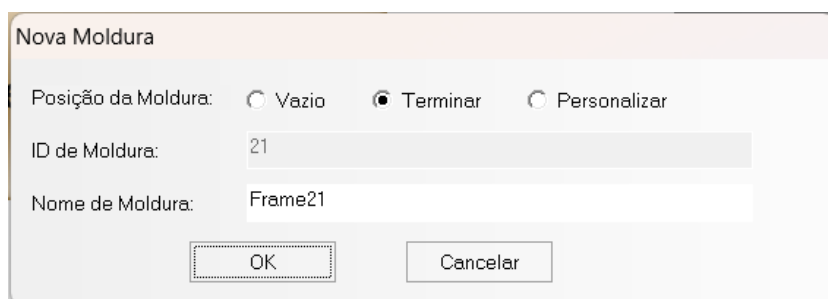 Nova Moldura
Posição da Moldura: Vazio Terminar Personalizar
ID de Moldura: 21
Nome de Moldura: Frame21
OK Cancelar